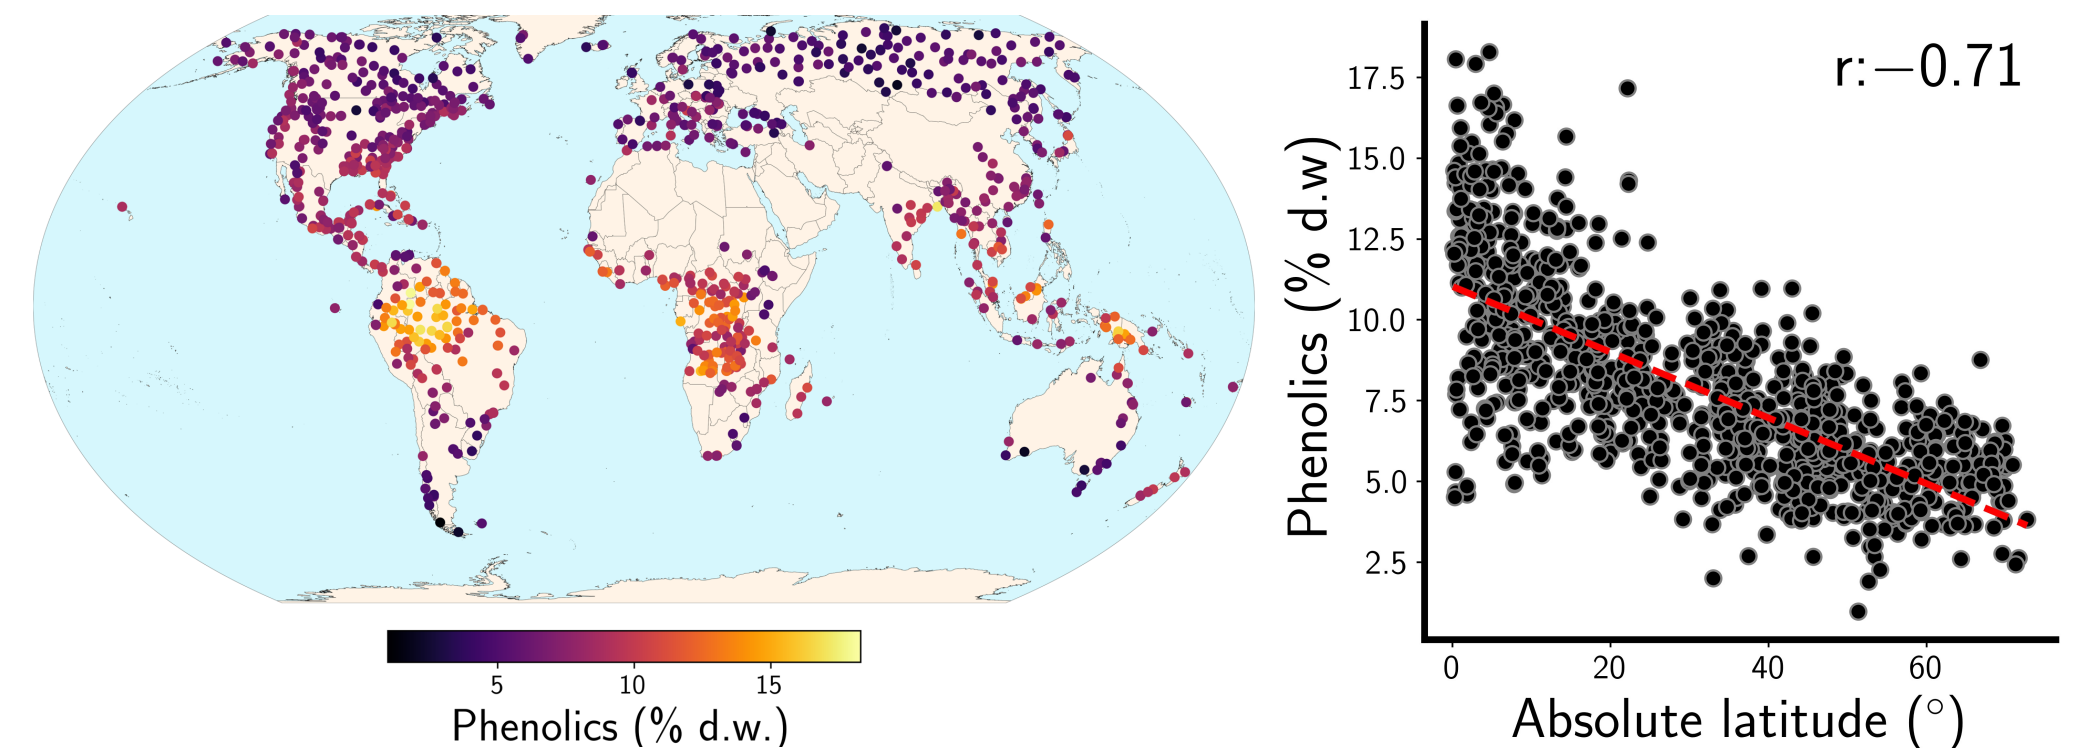 5 10 15
Phenolics (% d.w.)
r:−0.71
Phenolics (% d.w)
17.5
15.0
12.5
10.0
7.5
5.0
2.5
0 20 40 60
Absolute latitude (°)